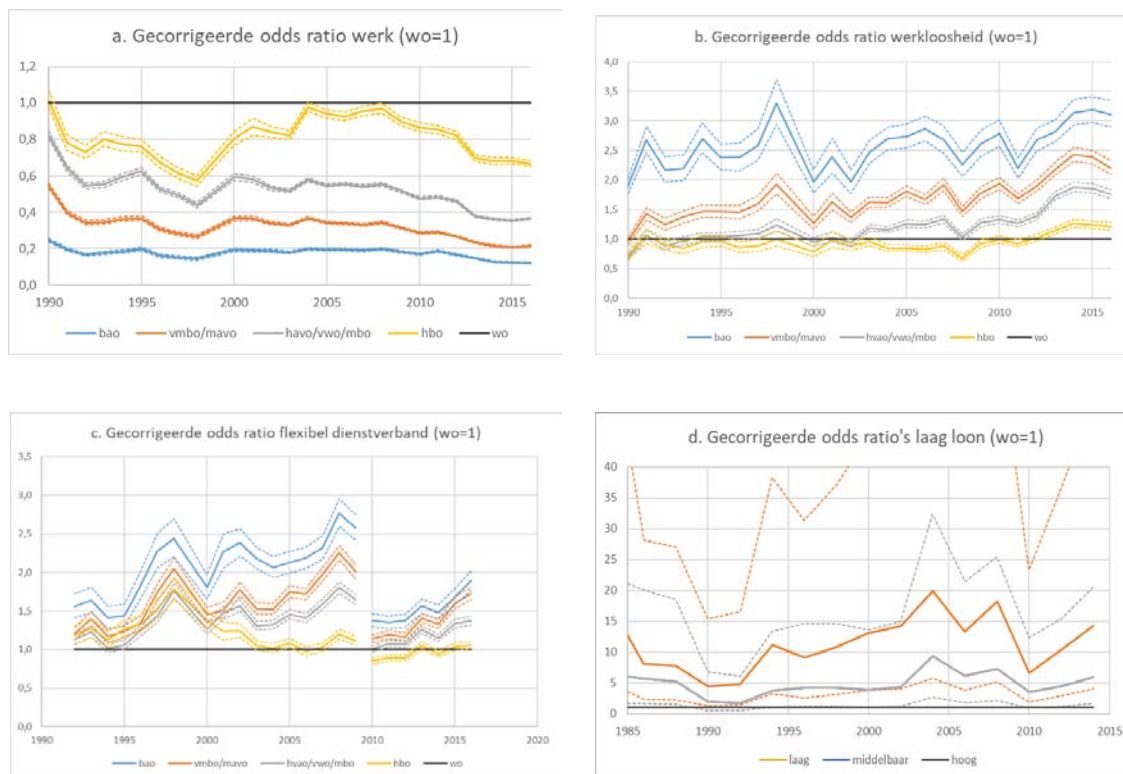 a. Gecorrigeerde odds ratio werk (wo=1)
1,2
1,0
0,8
0,6
0,4
0,2
0,0
1990 1995 2000 2005 2010 2015
bao vmbo/mavo havo/vwo/mbo hbo wo
b. Gecorrigeerde odds ratio werkloosheid (wo=1)
4,0
3,5
3,0
2,5
2,0
1,5
1,0
0,5
0,0
1990 1995 2000 2005 2010 2015
bao vmbo/mavo hvao/vwo/mbo hbo wo
c. Gecorrigeerde odds ratio flexibel dienstverband (wo=1)
3,5
3,0
2,5
2,0
1,5
1,0
0,5
0,0
1990 1995 2000 2005 2010 2015 2020
bao vmbo/mavo hvao/vwo/mbo hbo wo
d. Gecorrigeerde odds ratio's laag loon (wo=1)
40
35
30
25
20
15
10
5
0
1985 1990 1995 2000 2005 2010 2015
laag middelbaar hoog